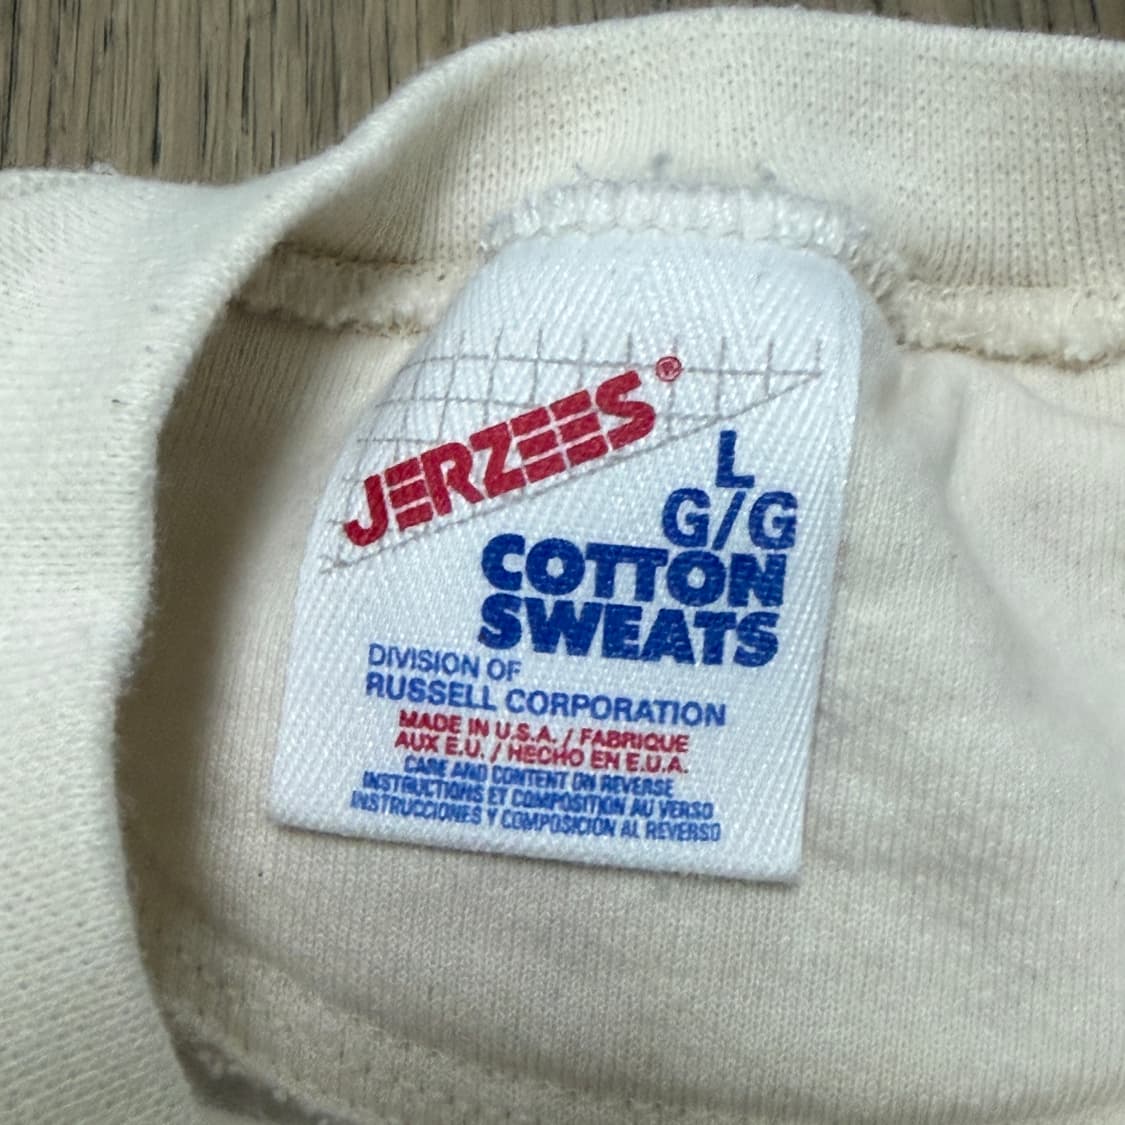 JERZEES®
L
G/G
COTTON
SWEATS
DIVISION OF
RUSSELL CORPORATION
MADE IN U.S.A. / FABRIQUE
AUX E.U. / HECHO EN E.U.A.
CARE AND CONTENT ON REVERSE
INSTRUCTIONS ET COMPOSITION AU VERSO
INSTRUCCIONES Y COMPOSICION AL REVERSO